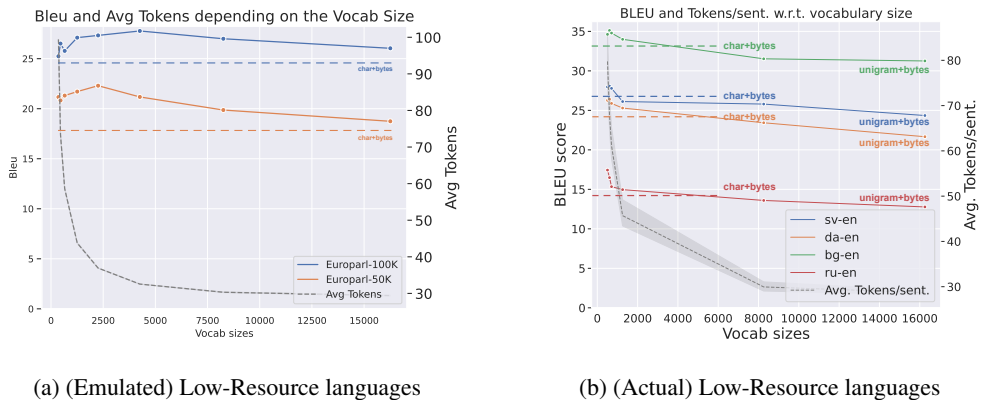 Bleu and Avg Tokens depending on the Vocab Size
25
20
15
10
5
0
Bleu
100
90
80
70
60
50
40
30
Avg Tokens
char+bytes
char+bytes
Europarl-100K
Europarl-50K
Avg Tokens
0 2500 5000 7500 10000 12500 15000
Vocab sizes
(a) (Emulated) Low-Resource languages
BLEU and Tokens/sent. w.r.t. vocabulary size
35
30
25
20
15
10
5
0
BLEU score
80
70
60
50
40
30
Avg. Tokens/sent.
char+bytes
unigram+bytes
char+bytes
char+bytes
unigram+bytes
unigram+bytes
char+bytes
unigram+bytes
sv-en
da-en
bg-en
ru-en
Avg. Tokens/sent.
0 2000 4000 6000 8000 10000 12000 14000 16000
Vocab sizes
(b) (Actual) Low-Resource languages